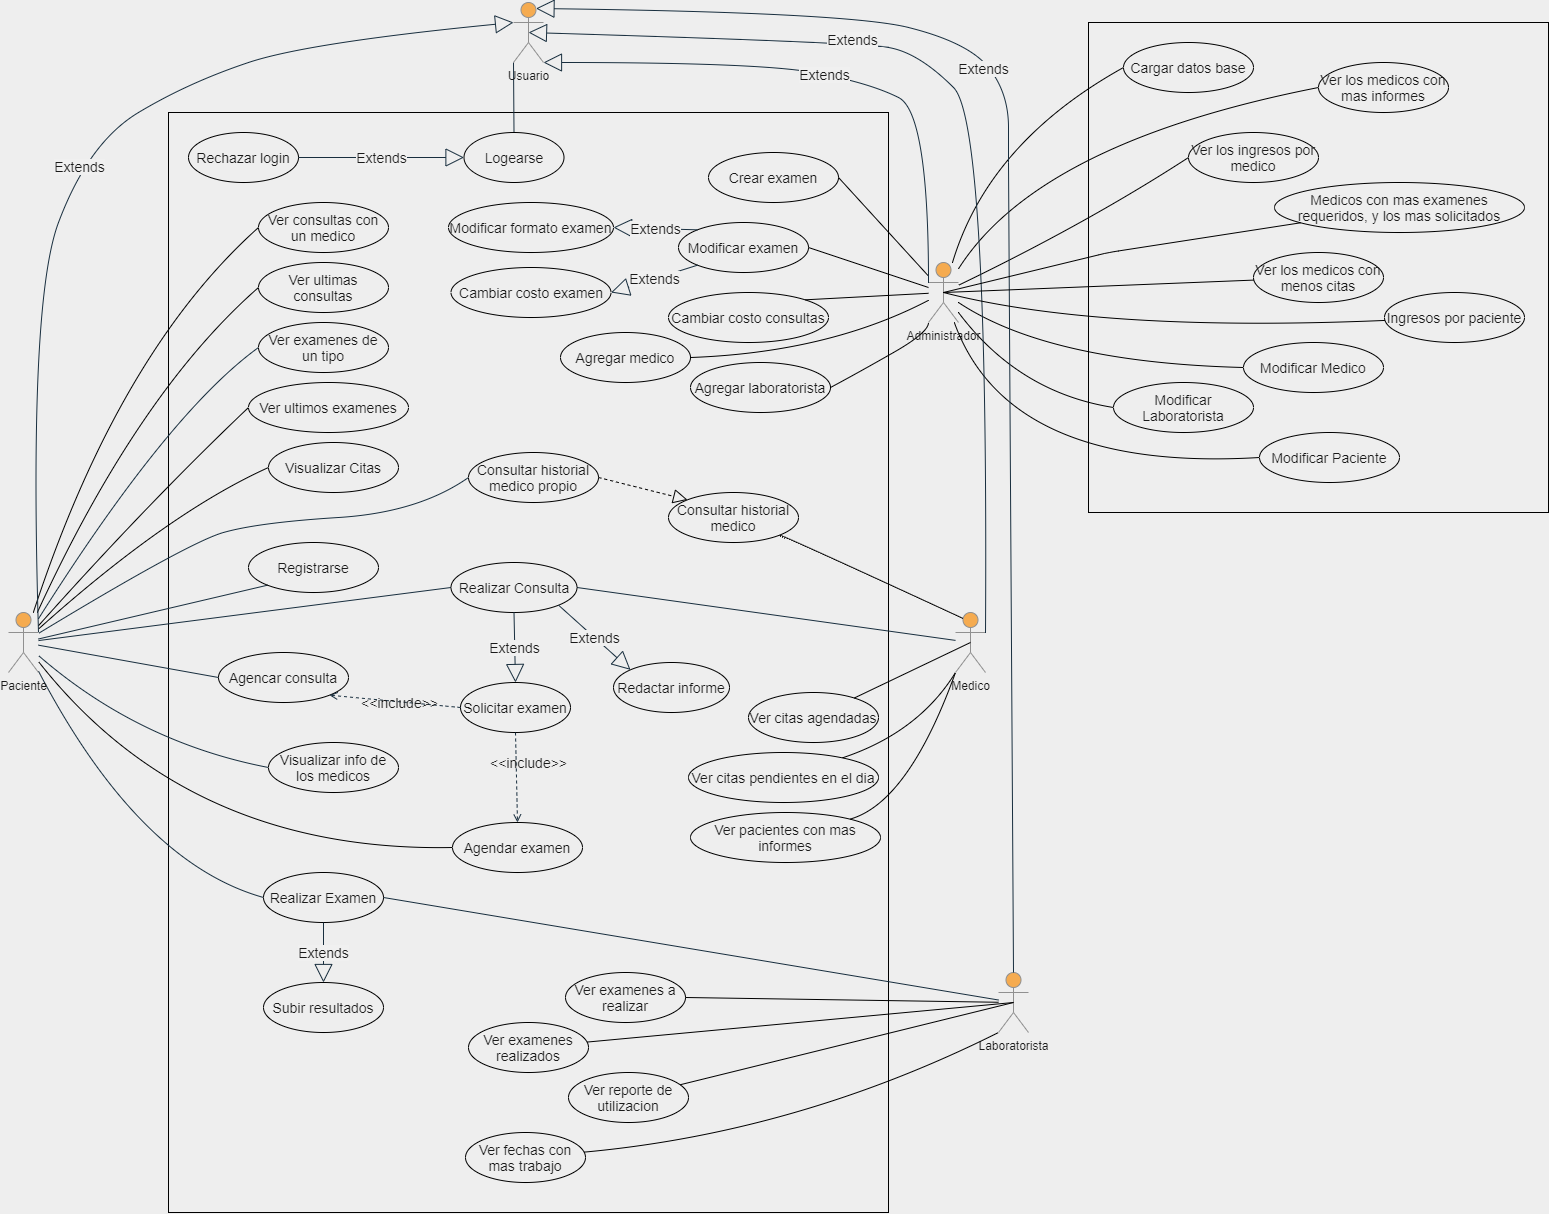 Extends
Extends
Extends
Usuario
Cargar datos base
Ver los medicos con
mas informes
Extends
Rechazar login
Extends
Logearse
Ver los ingresos por
medico
Crear examen
Medicos con mas examenes
requeridos, y los mas solicitados
Ver consultas con
un medico
Modificar formato examen
Extends
Modificar examen
Ver ultimas
consultas
Cambiar costo examen
Extends
Ver los medicos con
menos citas
Cambiar costo consultas
Administrador
Ingresos por paciente
Ver examenes de
un tipo
Agregar medico
Modificar Medico
Agregar laboratorista
Ver ultimos examenes
Modificar
Laboratorista
Visualizar Citas
Consultar historial
medico propio
Modificar Paciente
Consultar historial
medico
Registrarse
Realizar Consulta
Extends
Extends
Paciente
Agencar consulta
<<include>>
Solicitar examen
Redactar informe
Medico
Ver citas agendadas
Visualizar info de
los medicos
<<include>>
Ver citas pendientes en el dia
Agendar examen
Ver pacientes con mas
informes
Realizar Examen
Extends
Subir resultados
Ver examenes a
realizar
Ver examenes
realizados
Laboratorista
Ver reporte de
utilizacion
Ver fechas con
mas trabajo